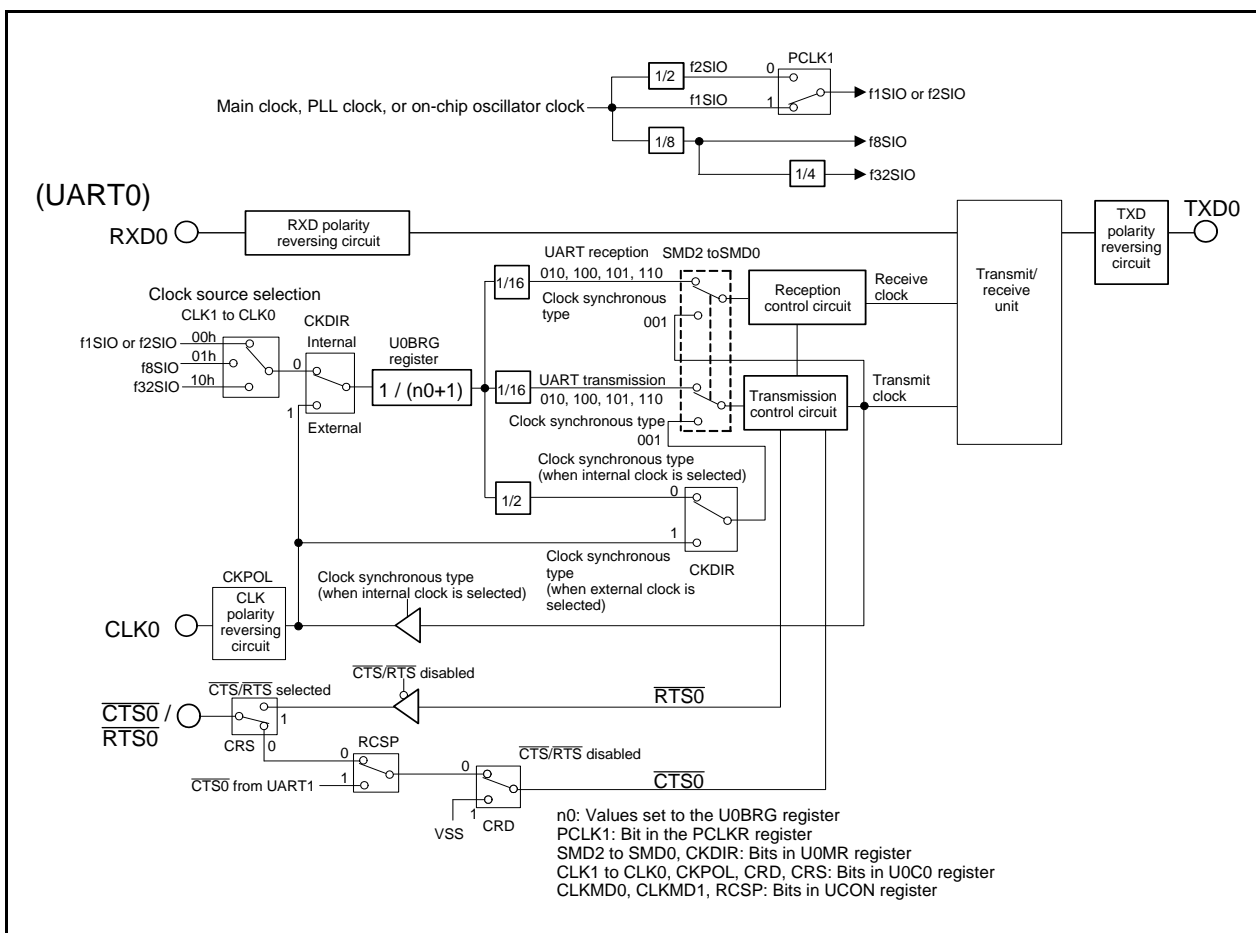 PCLK1
1/2
f2SIO
0
Main clock, PLL clock, or on-chip oscillator clock
f1SIO
1
f1SIO or f2SIO
1/8
f8SIO
1/4
f32SIO
(UART0)
RXD0
RXD polarity
reversing circuit
TXD0
TXD
polarity
reversing
circuit
Transmit/
receive
unit
UART reception
SMD2 toSMD0
1/16
010, 100, 101, 110
Clock synchronous
type
001
Reception
control circuit
Receive
clock
Clock source selection
CLK1 to CLK0
f1SIO or f2SIO
00h
f8SIO
01h
f32SIO
10h
CKDIR
Internal
0
1
External
U0BRG
register
1 / (n0+1)
1/16
UART transmission
010, 100, 101, 110
Clock synchronous type
001
Transmission
control circuit
Transmit
clock
Clock synchronous type
(when internal clock is selected)
1/2
0
1
CKDIR
Clock synchronous
type
(when external clock is
selected)
CKPOL
CLK
polarity
reversing
circuit
CLK0
Clock synchronous type
(when internal clock is selected)
CTS/RTS disabled
CTS/RTS selected
CTS0 /
RTS0
1
CRS
0
RTS0
RCSP
0
CTS0 from UART1
1
0
CTS/RTS disabled
CTS0
VSS
1
CRD
n0: Values set to the U0BRG register
PCLK1: Bit in the PCLKR register
SMD2 to SMD0, CKDIR: Bits in U0MR register
CLK1 to CLK0, CKPOL, CRD, CRS: Bits in U0C0 register
CLKMD0, CLKMD1, RCSP: Bits in UCON register